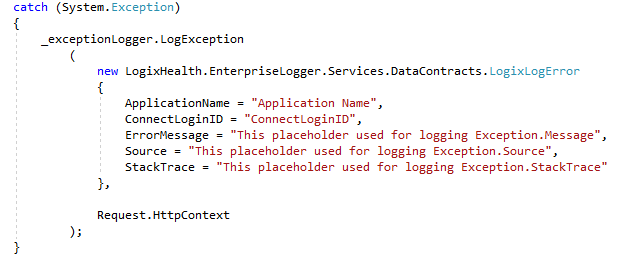 catch (System.Exception)
{
_exceptionLogger.LogException
(
new LogixHealth.EnterpriseLogger.Services.DataContracts.LogixLogError
{
ApplicationName = "Application Name",
ConnectLoginID = "ConnectLoginID",
ErrorMessage = "This placeholder used for logging Exception.Message",
Source = "This placeholder used for logging Exception.Source",
StackTrace = "This placeholder used for logging Exception.StackTrace"
},
Request.HttpContext
);
}